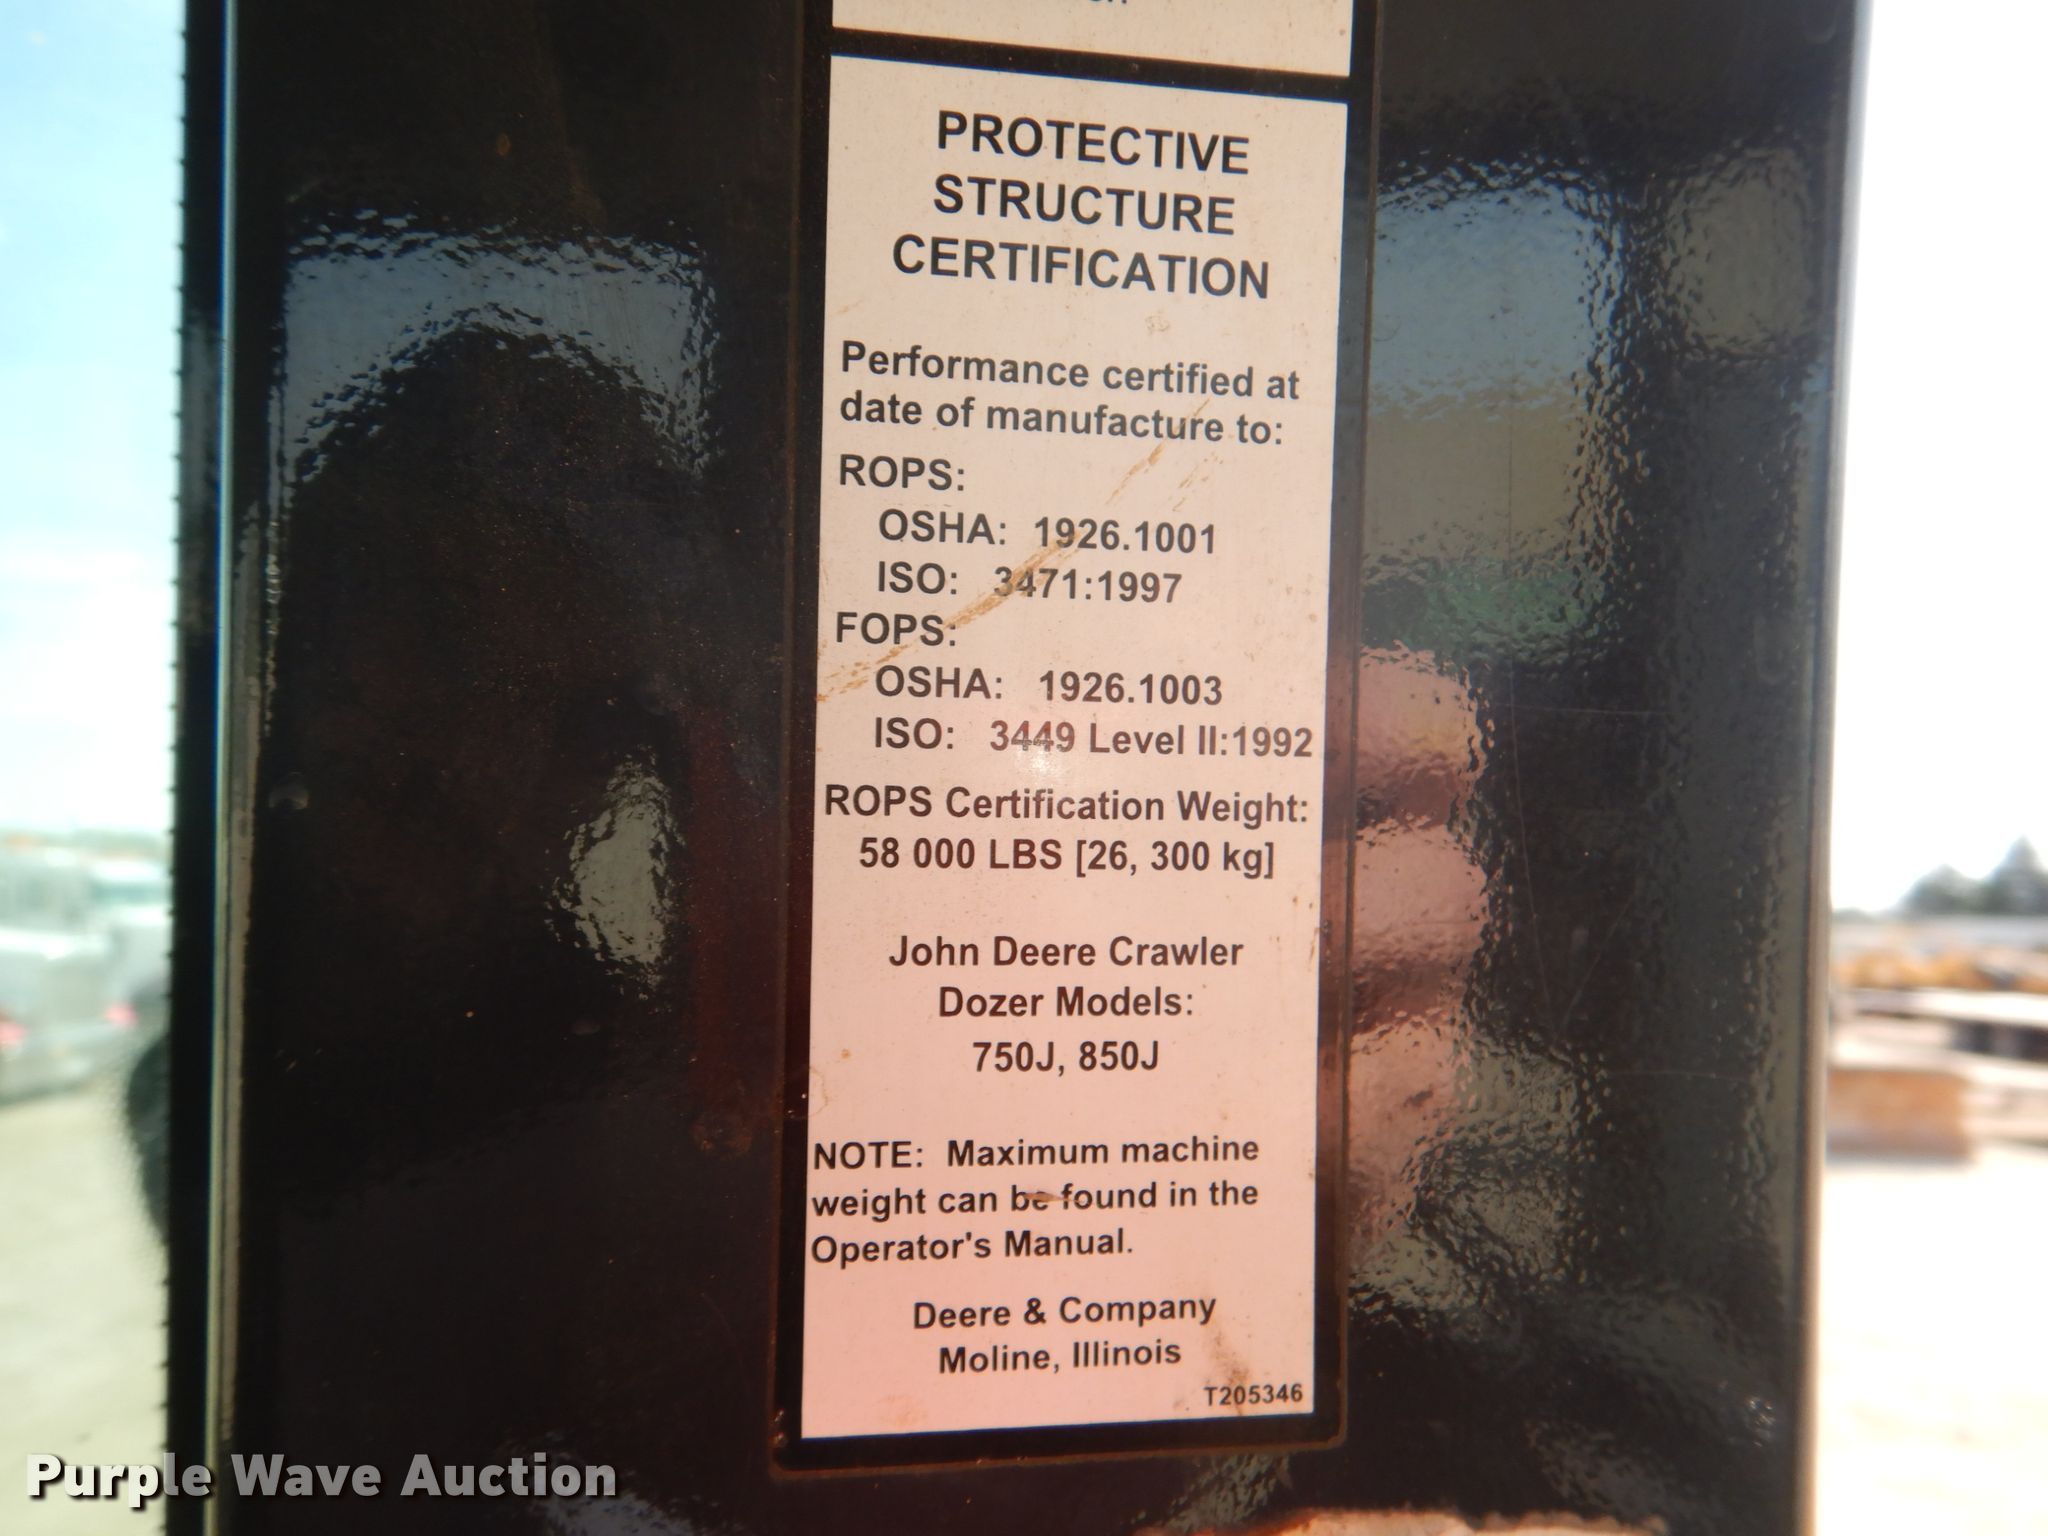 PROTECTIVE
STRUCTURE
CERTIFICATION
Performance certified at
date of manufacture to:
ROPS:
OSHA: 1926.1001
ISO: 3471:1997
FOPS:
OSHA: 1926.1003
ISO: 3449 Level II:1992
ROPS Certification Weight:
58 000 LBS [26, 300 kg]
John Deere Crawler
Dozer Models:
750J, 850J
NOTE: Maximum machine
weight can be found in the
Operator's Manual.
Deere & Company
Moline, Illinois
T205346
Purple Wave Auction